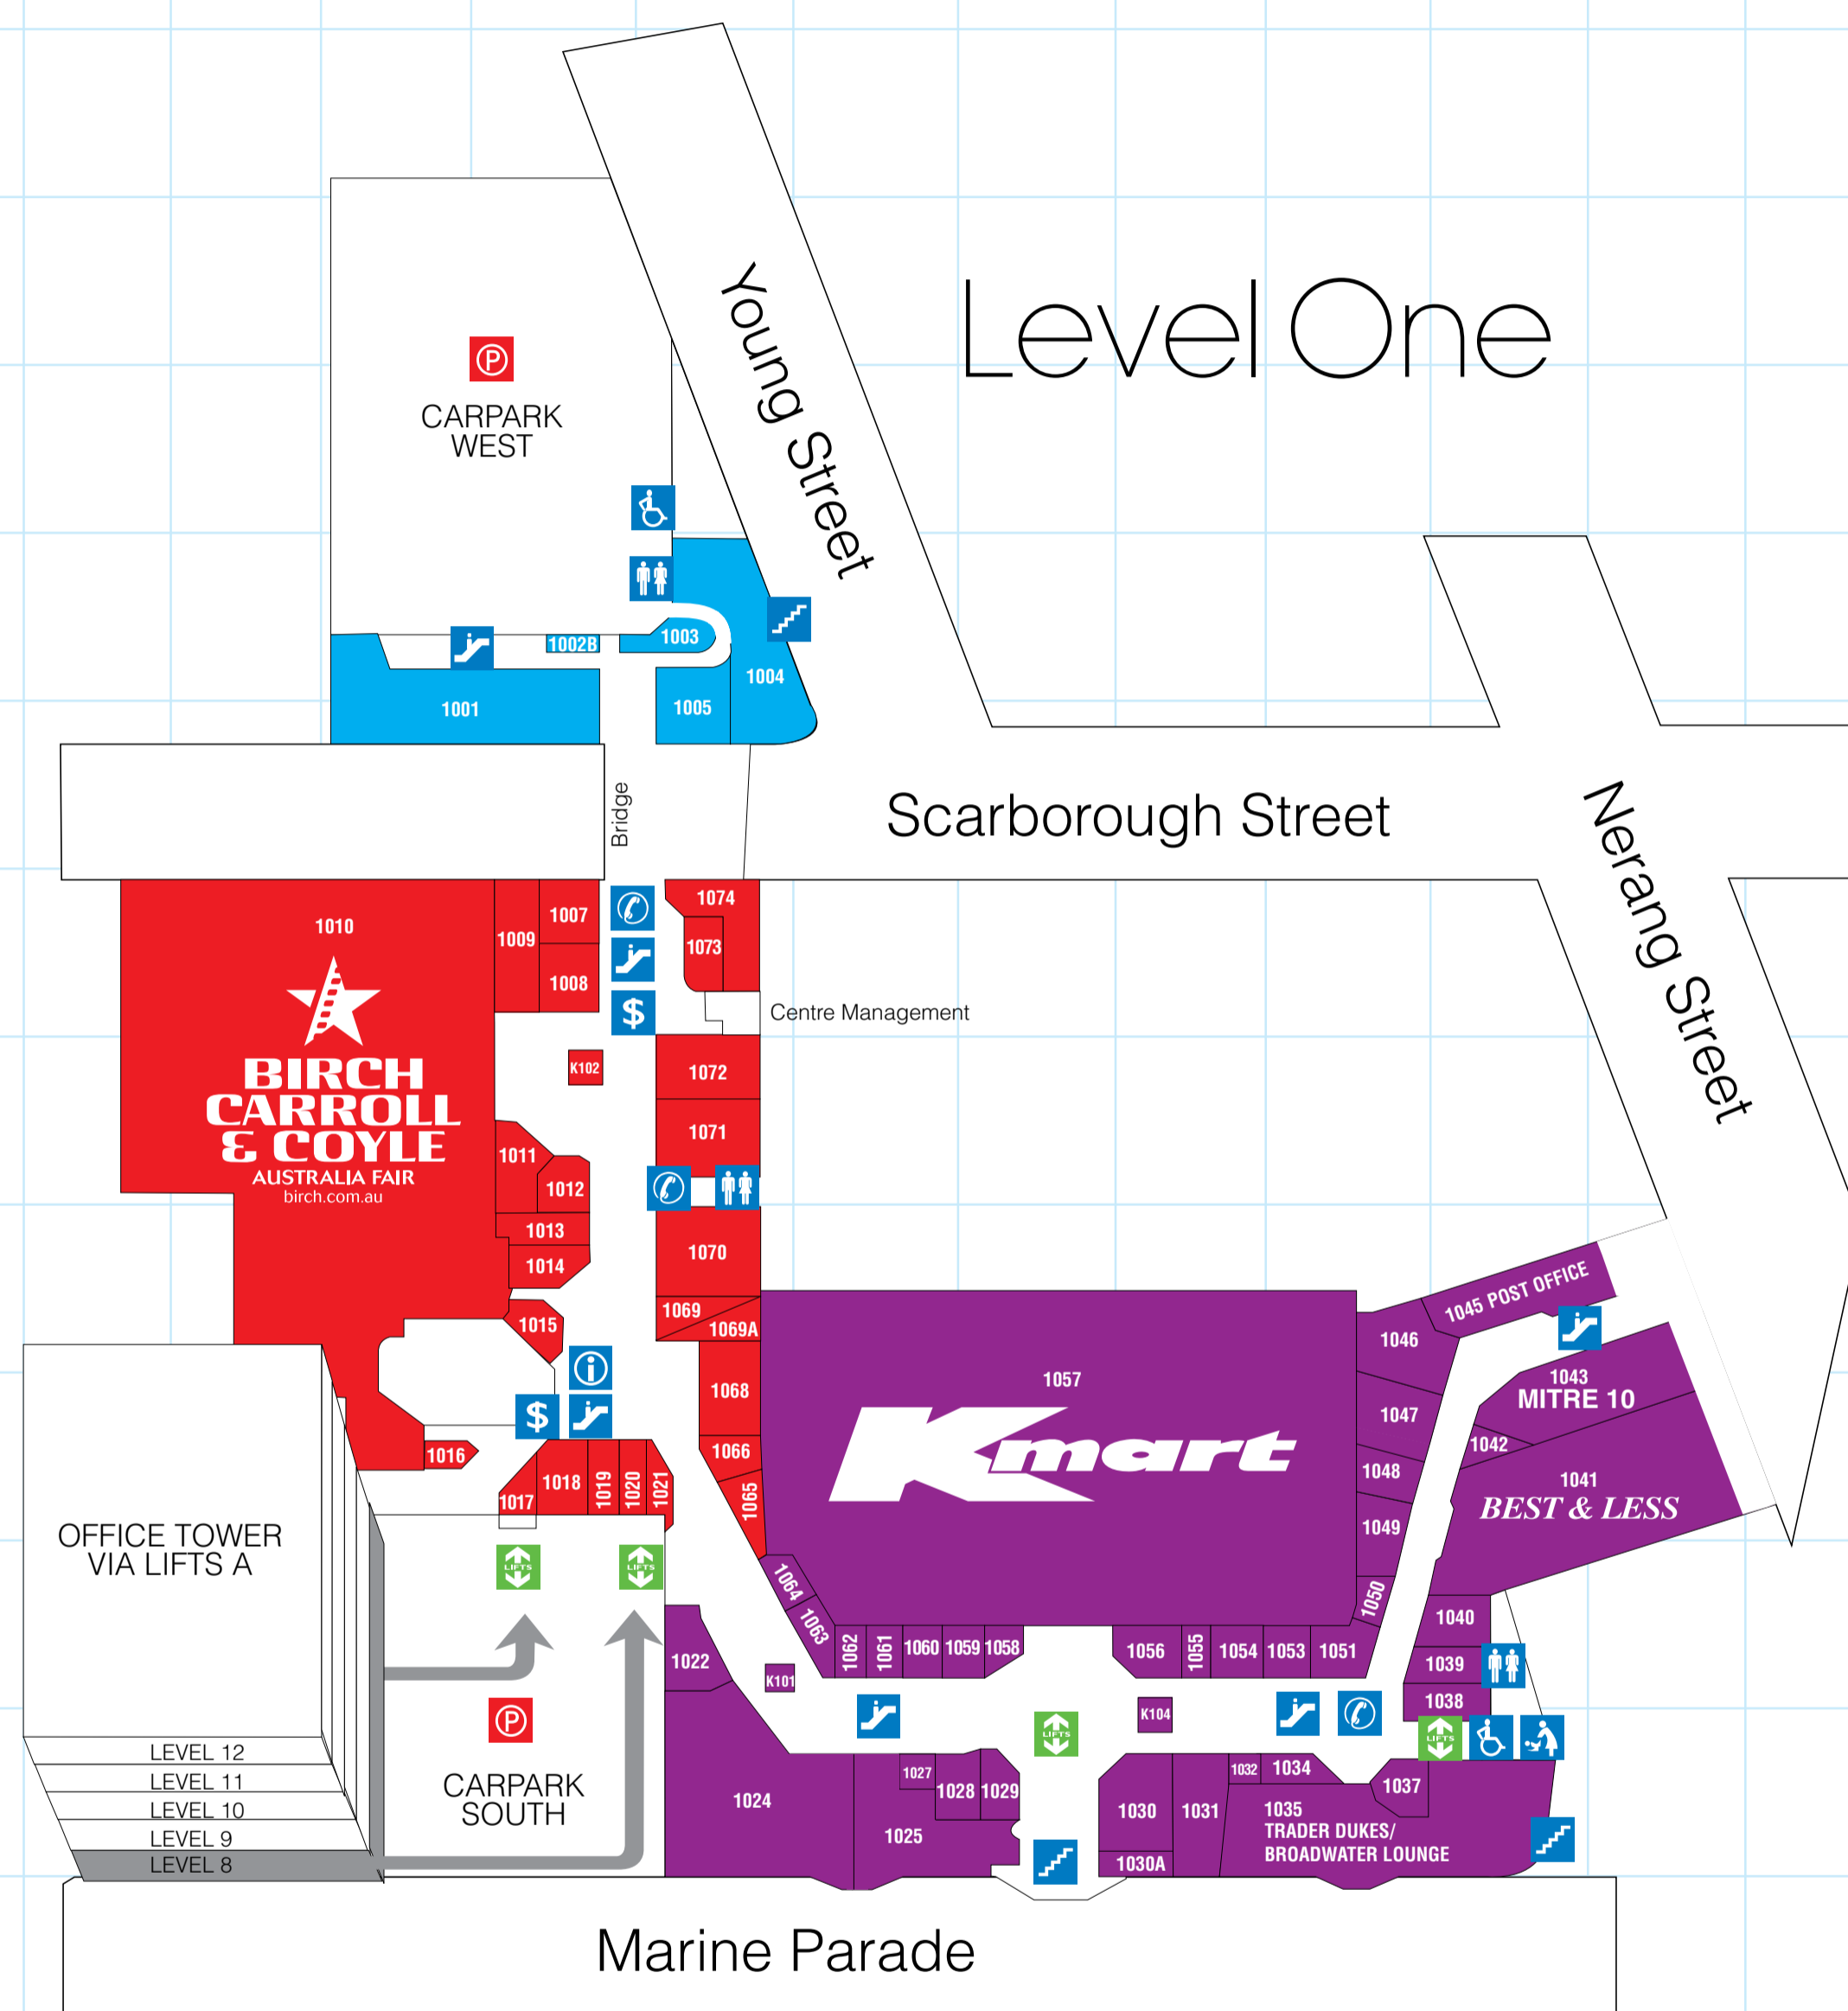 Level One
Young Street
P
CARPARK
WEST
1002B
1003
1004
1001
1005
Bridge
Scarborough Street
Nerang Street
1010
BIRCH
CARROLL
& COYLE
AUSTRALIA FAIR
birch.com.au
1009
1007
1008
$
1074
1073
Centre Management
K102
1072
1071
1011
1012
1013
1014
1070
1069
1069A
1015
i
$
1068
1066
1065
1016
1017
1018
1019
1020
1021
1057
Kmart
1045 POST OFFICE
1046
1047
1048
1049
1050
1043
MITRE 10
1042
1041
BEST & LESS
OFFICE TOWER
VIA LIFTS A
LIFTS
LIFTS
1064
1063
1062
1061
1060
1059
1058
1056
1055
1054
1053
1051
1040
1039
1038
1022
K101
K104
LIFTS
LIFTS
P
CARPARK
SOUTH
LEVEL 12
LEVEL 11
LEVEL 10
LEVEL 9
LEVEL 8
1024
1025
1027
1028
1029
1030
1030A
1031
1032
1034
1037
1035
TRADER DUKES/
BROADWATER LOUNGE
Marine Parade